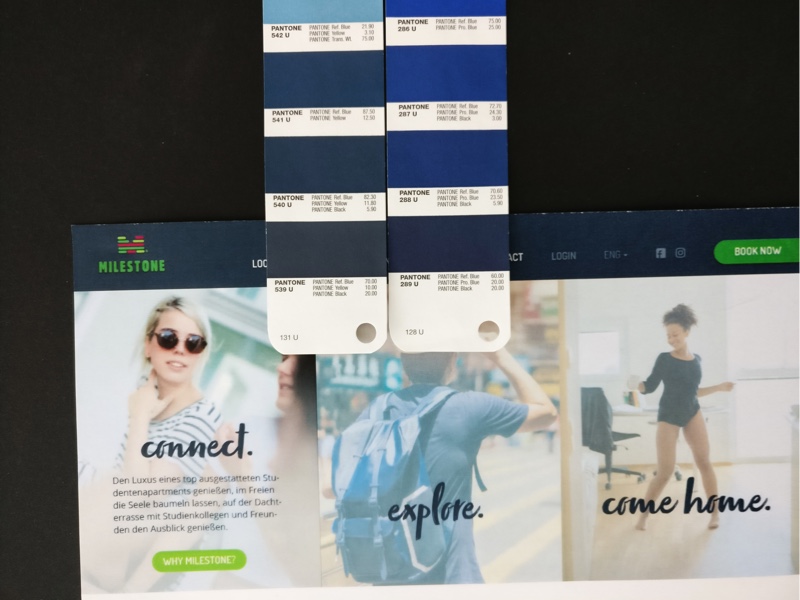 PANTONE
542 U
PANTONE Ref. Blue 21.90
PANTONE Yellow 3.10
PANTONE Trans. Wt. 75.00
PANTONE
541 U
PANTONE Ref. Blue 87.50
PANTONE Yellow 12.50
PANTONE
540 U
PANTONE Ref. Blue 82.30
PANTONE Yellow 11.80
PANTONE Black 5.90
PANTONE
539 U
PANTONE Ref. Blue 70.00
PANTONE Yellow 10.00
PANTONE Black 20.00
131 U
PANTONE
286 U
PANTONE Ref. Blue 75.00
PANTONE Pro. Blue 25.00
PANTONE
287 U
PANTONE Ref. Blue 72.70
PANTONE Pro. Blue 24.30
PANTONE Black 3.00
PANTONE
288 U
PANTONE Ref. Blue 70.60
PANTONE Pro. Blue 23.50
PANTONE Black 5.90
PANTONE
289 U
PANTONE Ref. Blue 60.00
PANTONE Pro. Blue 20.00
PANTONE Black 20.00
128 U
MILESTONE
LOC
ACT
LOGIN
ENG
BOOK NOW
connect.
Den Luxus eines top ausgestatteten Stu-
dentenapartments genießen, im Freien
die Seele baumeln lassen, auf der Dacht-
errasse mit Studienkollegen und Freun-
den den Ausblick genießen.
WHY MILESTONE?
explore.
come home.